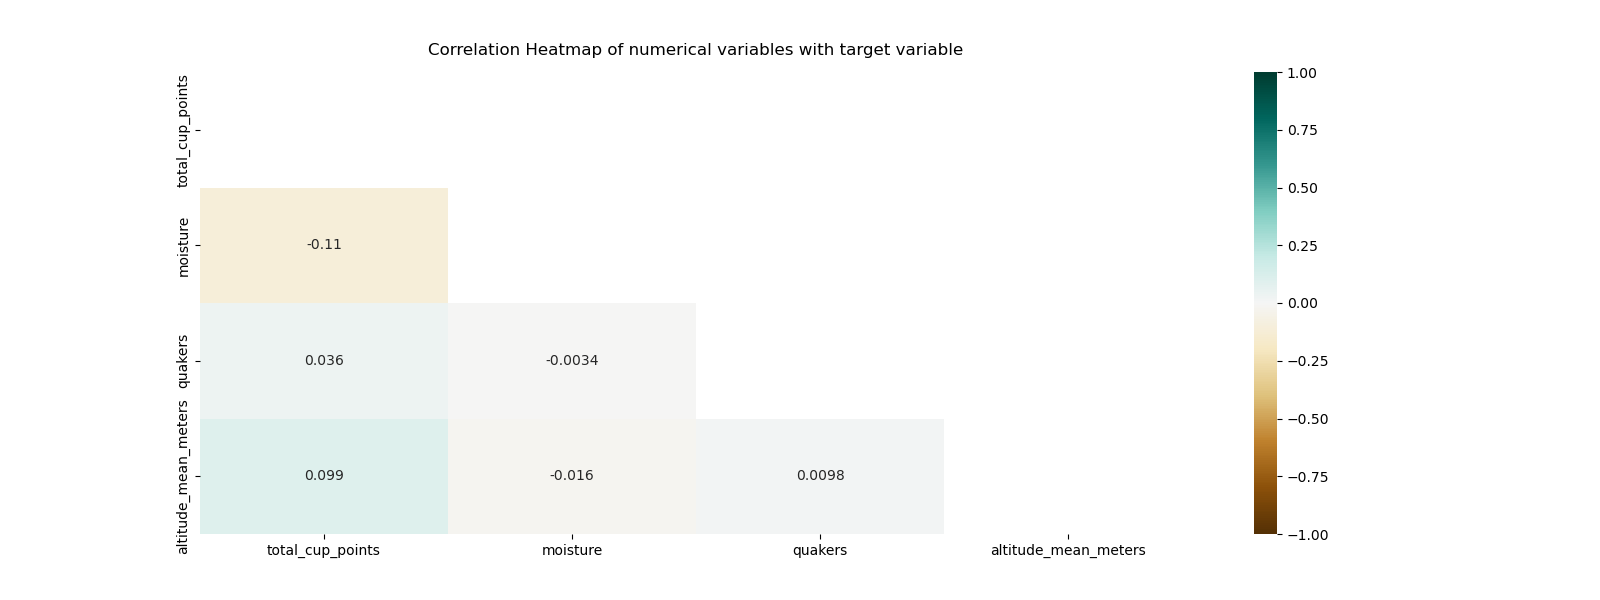 Correlation Heatmap of numerical variables with target variable
total_cup_points
moisture
quakers
altitude_mean_meters
-0.11
0.036
-0.0034
0.099
-0.016
0.0098
total_cup_points
moisture
quakers
altitude_mean_meters
1.00
0.75
0.50
0.25
0.00
−0.25
−0.50
−0.75
−1.00